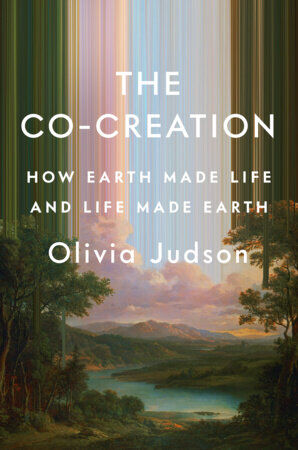 THE
CO-CREATION
HOW EARTH MADE LIFE
AND LIFE MADE EARTH
Olivia Judson